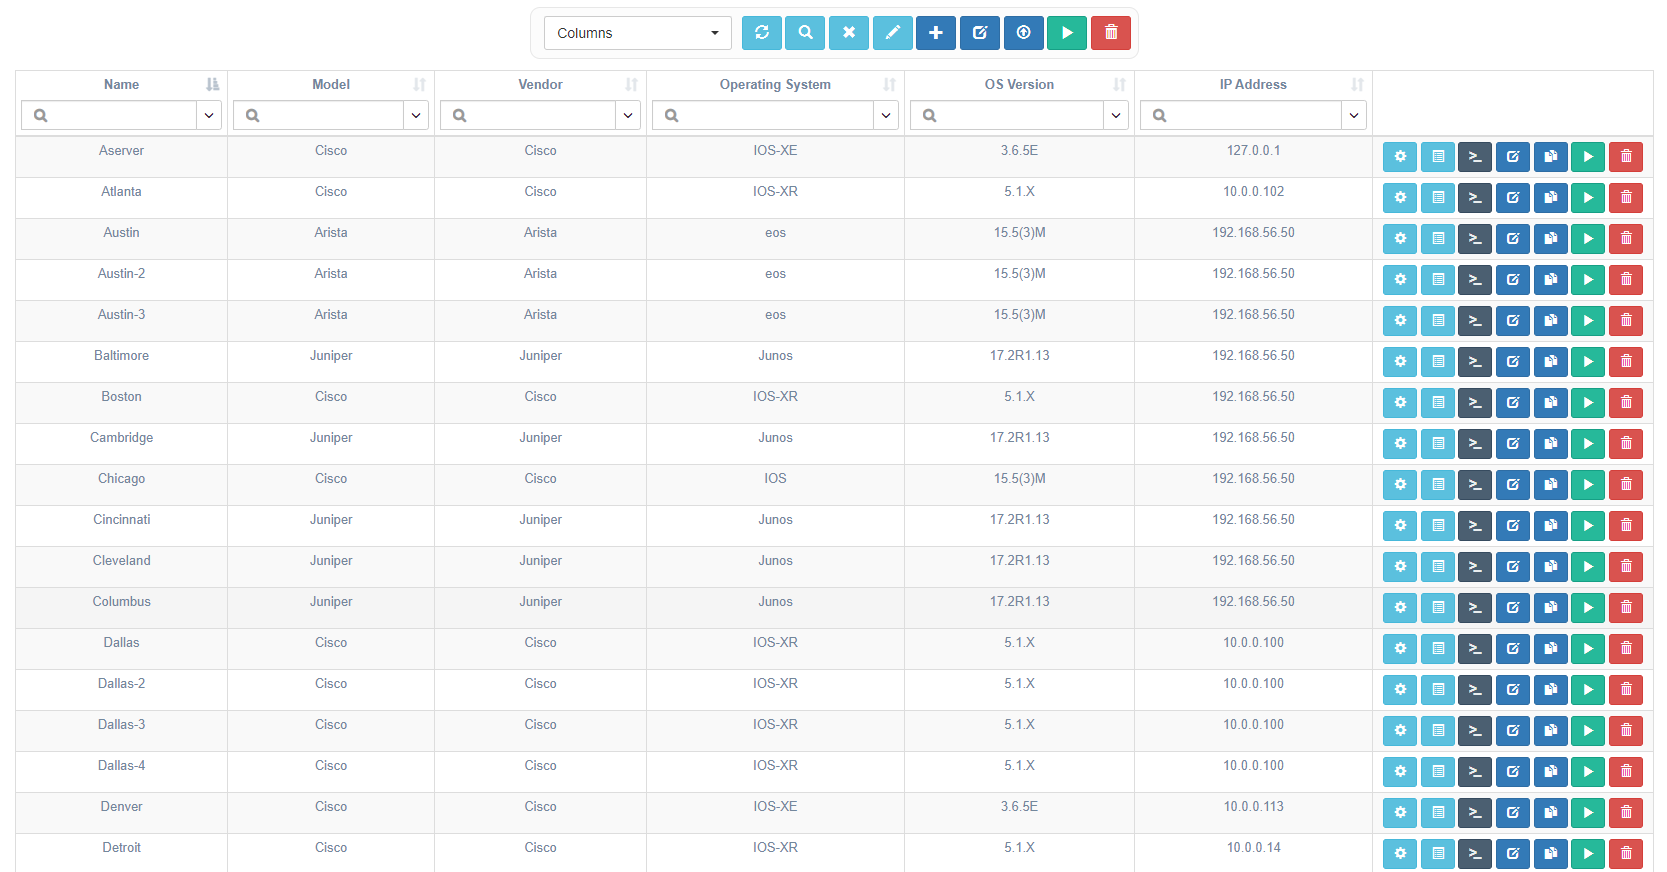 Columns
Name Model Vendor Operating System OS Version IP Address
Aserver Cisco Cisco IOS-XE 3.6.5E 127.0.0.1
Atlanta Cisco Cisco IOS-XR 5.1.X 10.0.0.102
Austin Arista Arista eos 15.5(3)M 192.168.56.50
Austin-2 Arista Arista eos 15.5(3)M 192.168.56.50
Austin-3 Arista Arista eos 15.5(3)M 192.168.56.50
Baltimore Juniper Juniper Junos 17.2R1.13 192.168.56.50
Boston Cisco Cisco IOS-XR 5.1.X 192.168.56.50
Cambridge Juniper Juniper Junos 17.2R1.13 192.168.56.50
Chicago Cisco Cisco IOS 15.5(3)M 192.168.56.50
Cincinnati Juniper Juniper Junos 17.2R1.13 192.168.56.50
Cleveland Juniper Juniper Junos 17.2R1.13 192.168.56.50
Columbus Juniper Juniper Junos 17.2R1.13 192.168.56.50
Dallas Cisco Cisco IOS-XR 5.1.X 10.0.0.100
Dallas-2 Cisco Cisco IOS-XR 5.1.X 10.0.0.100
Dallas-3 Cisco Cisco IOS-XR 5.1.X 10.0.0.100
Dallas-4 Cisco Cisco IOS-XR 5.1.X 10.0.0.100
Denver Cisco Cisco IOS-XE 3.6.5E 10.0.0.113
Detroit Cisco Cisco IOS-XR 5.1.X 10.0.0.14